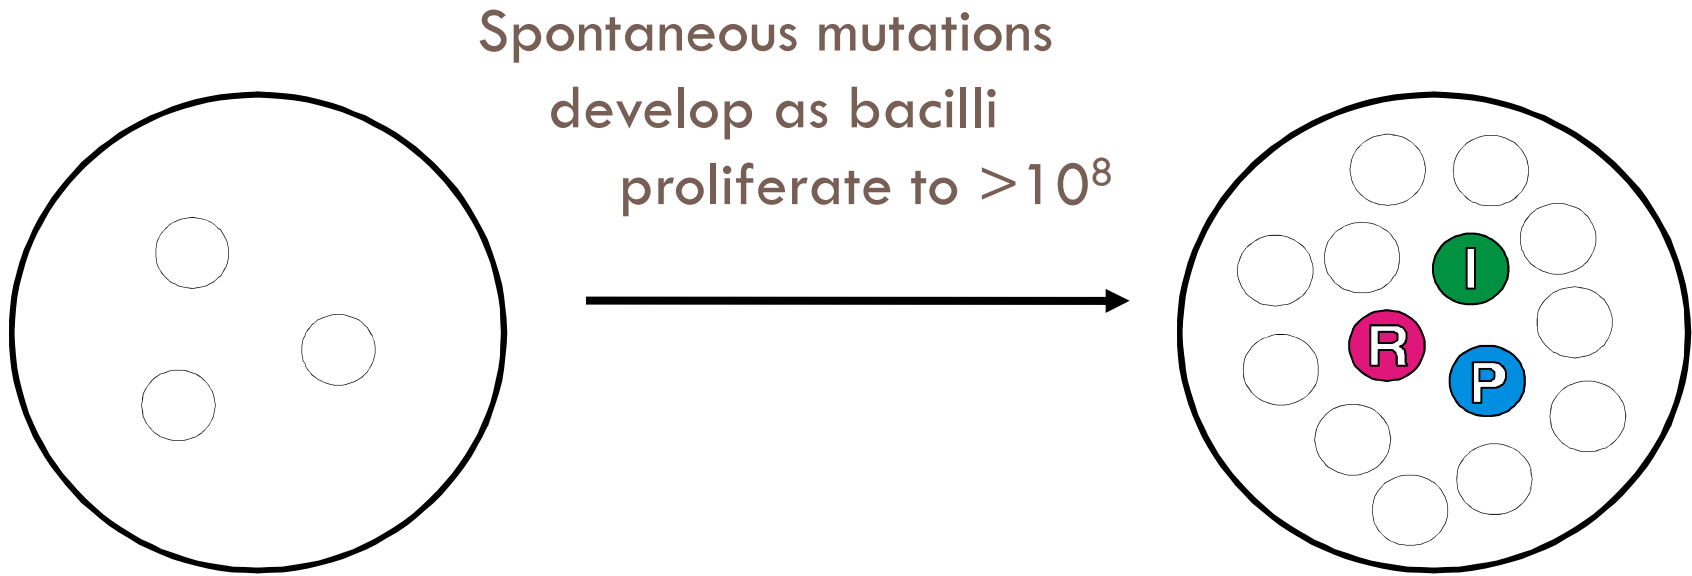 Spontaneous mutations
develop as bacilli
proliferate to >10⁸
I
R
P